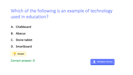 Which of the following is an example of technology
used in education?
A. Chalkboard
B. Abacus
C. Stone tablet
D. Smartboard
Correct answer: D